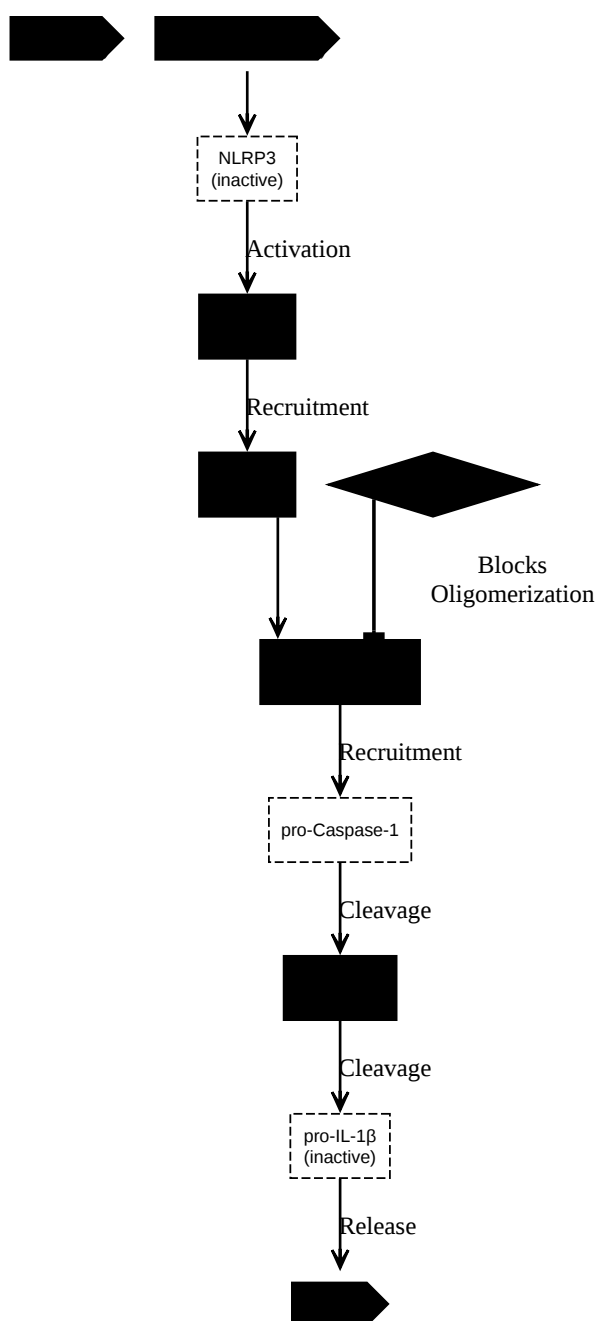 NLRP3
(inactive)
Activation
Recruitment
Blocks
Oligomerization
Recruitment
pro-Caspase-1
Cleavage
Cleavage
pro-IL-1β
(inactive)
Release